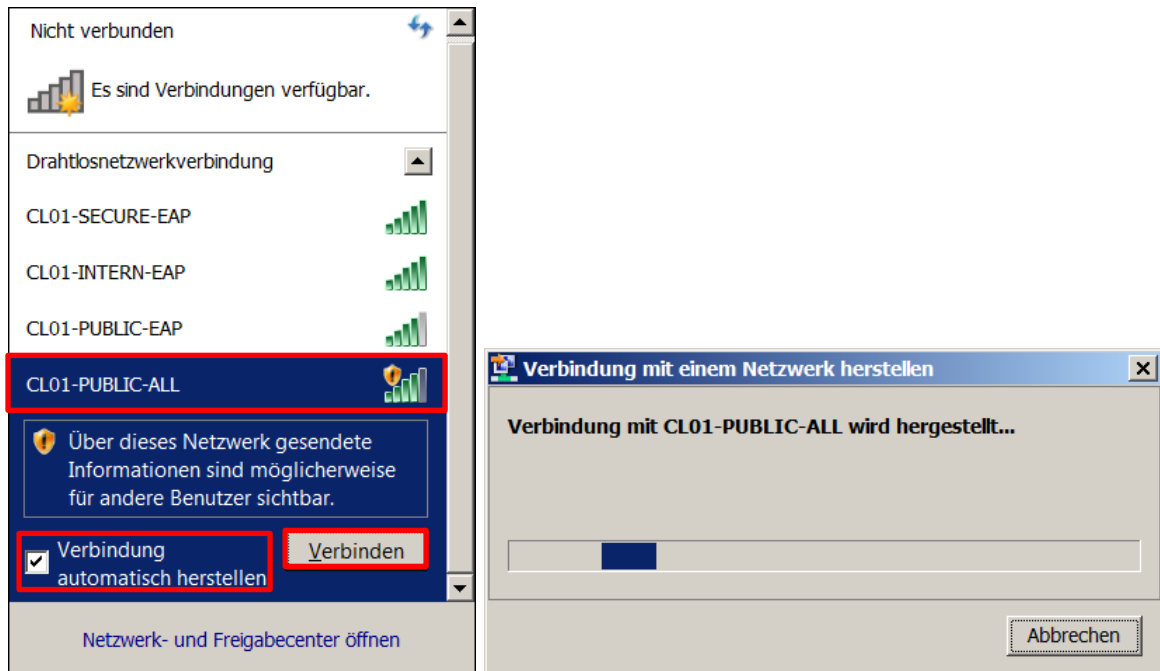 Nicht verbunden
Es sind Verbindungen verfügbar.
Drahtlosnetzwerkverbindung
CL01-SECURE-EAP
CL01-INTERN-EAP
CL01-PUBLIC-EAP
CL01-PUBLIC-ALL
Über dieses Netzwerk gesendete
Informationen sind möglicherweise
für andere Benutzer sichtbar.
Verbindung
automatisch herstellen
Verbinden
Netzwerk- und Freigabecenter öffnen
Verbindung mit einem Netzwerk herstellen
Verbindung mit CL01-PUBLIC-ALL wird hergestellt...
Abbrechen